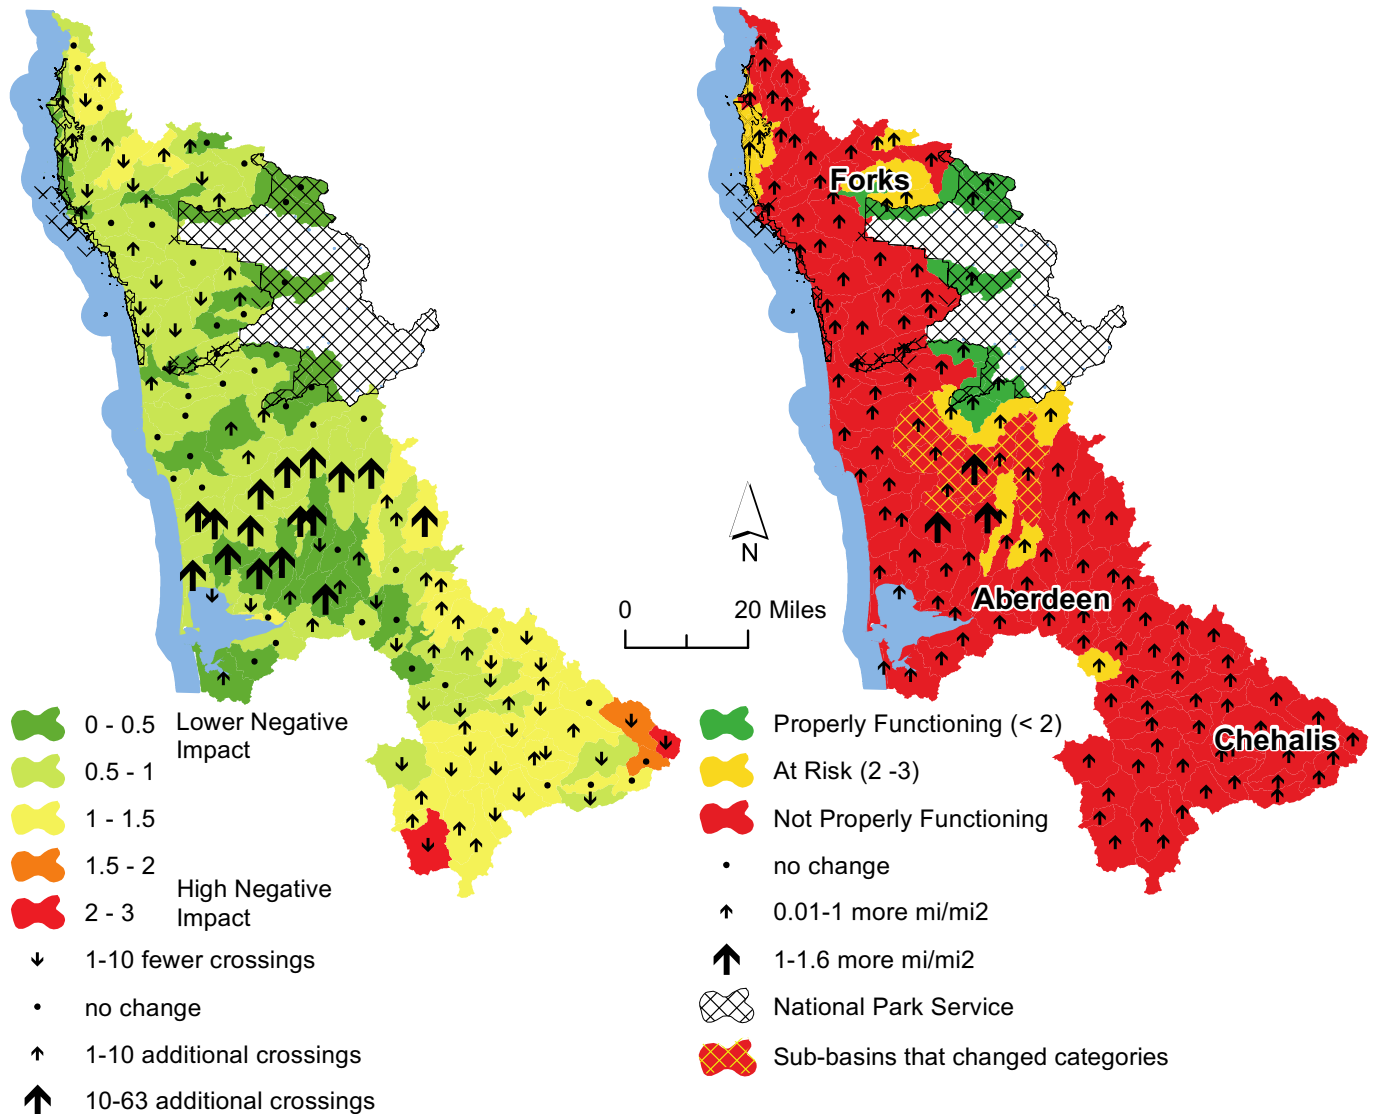 Forks
N
0 20 Miles
Aberdeen
Chehalis
0 - 0.5
Lower Negative
Impact
0.5 - 1
1 - 1.5
1.5 - 2
High Negative
Impact
2 - 3
1-10 fewer crossings
no change
1-10 additional crossings
10-63 additional crossings
Properly Functioning (< 2)
At Risk (2 -3)
Not Properly Functioning
no change
0.01-1 more mi/mi2
1-1.6 more mi/mi2
National Park Service
Sub-basins that changed categories